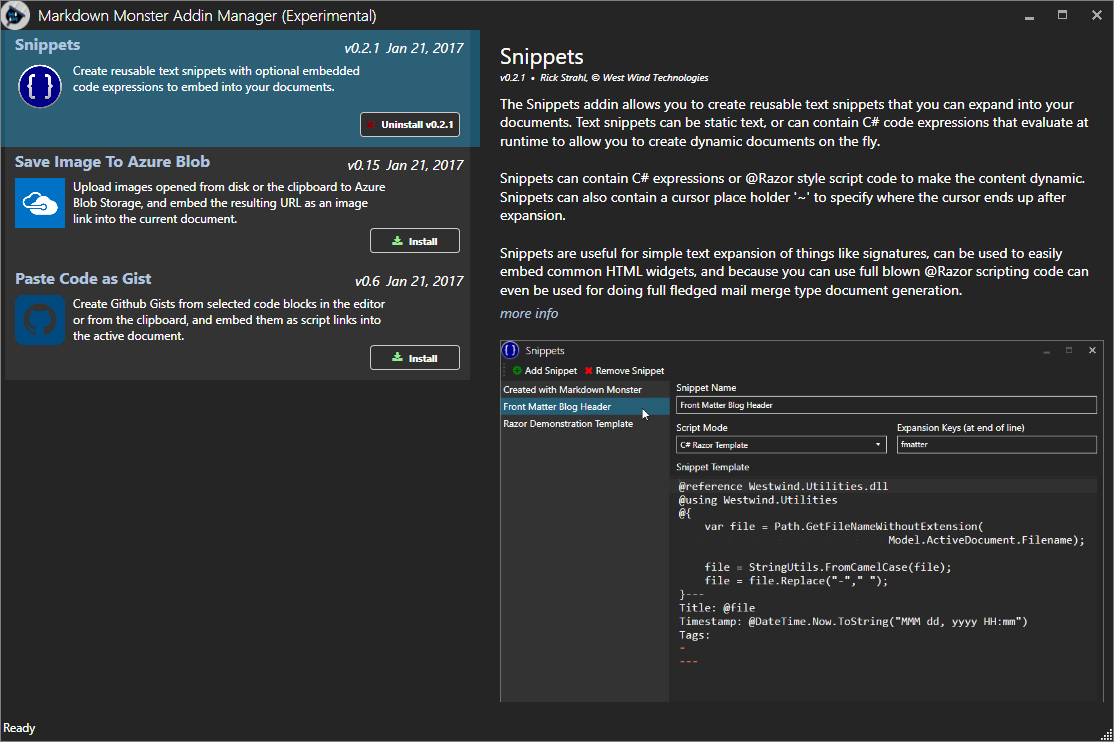 Markdown Monster Addin Manager (Experimental)
Snippets
v0.2.1 Jan 21, 2017
Create reusable text snippets with optional embedded
code expressions to embed into your documents.
Uninstall v0.2.1
Save Image To Azure Blob
v0.15 Jan 21, 2017
Upload images opened from disk or the clipboard to Azure
Blob Storage, and embed the resulting URL as an image
link into the current document.
Install
Paste Code as Gist
v0.6 Jan 21, 2017
Create Github Gists from selected code blocks in the editor
or from the clipboard, and embed them as script links into
the active document.
Install
Snippets
v0.2.1 • Rick Strahl, © West Wind Technologies
The Snippets addin allows you to create reusable text snippets that you can expand into your
documents. Text snippets can be static text, or can contain C# code expressions that evaluate at
runtime to allow you to create dynamic documents on the fly.
Snippets can contain C# expressions or @Razor style script code to make the content dynamic.
Snippets can also contain a cursor place holder '~' to specify where the cursor ends up after
expansion.
Snippets are useful for simple text expansion of things like signatures, can be used to easily
embed common HTML widgets, and because you can use full blown @Razor scripting code can
even be used for doing full fledged mail merge type document generation.
more info
{} Snippets
Add Snippet Remove Snippet
Created with Markdown Monster
Front Matter Blog Header
Razor Demonstration Template
Snippet Name
Front Matter Blog Header
Script Mode
Expansion Keys (at end of line)
C# Razor Template
fmatter
Snippet Template
@reference Westwind.Utilities.dll
@using Westwind.Utilities
@{
var file = Path.GetFileNameWithoutExtension(
Model.ActiveDocument.Filename);
file = StringUtils.FromCamelCase(file);
file = file.Replace("-"," ");
}---
Title: @file
Timestamp: @DateTime.Now.ToString("MMM dd, yyyy HH:mm")
Tags:
-
---
Ready